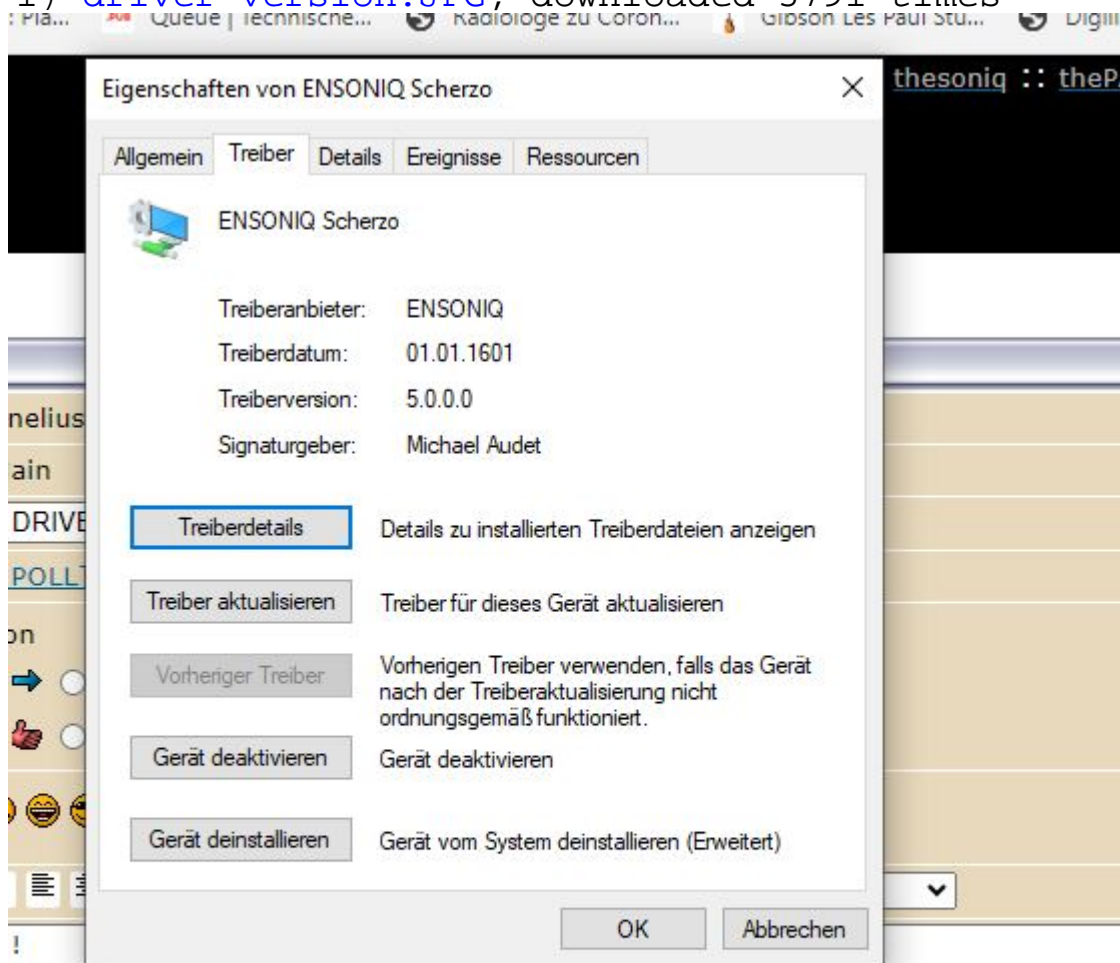 driver version.JPG, downloaded 3791 times
Queue | Technische...
Radiologe zu Coron...
Gibson Les Paul Stu...
thesoniq :: theP
Eigenschaften von ENSONIQ Scherzo
Allgemein Treiber Details Ereignisse Ressourcen
ENSONIQ Scherzo
Treiberanbieter: ENSONIQ
Treiberdatum: 01.01.1601
Treiberversion: 5.0.0.0
Signaturgeber: Michael Audet
nelius
ain
DRIVE
POLL
on
Treiberdetails Details zu installierten Treiberdateien anzeigen
Treiber aktualisieren Treiber für dieses Gerät aktualisieren
Vorheriger Treiber Vorherigen Treiber verwenden, falls das Gerät
nach der Treiberaktualisierung nicht
ordnungsgemäß funktioniert.
Gerät deaktivieren Gerät deaktivieren
Gerät deinstallieren Gerät vom System deinstallieren (Erweitert)
OK Abbrechen
!